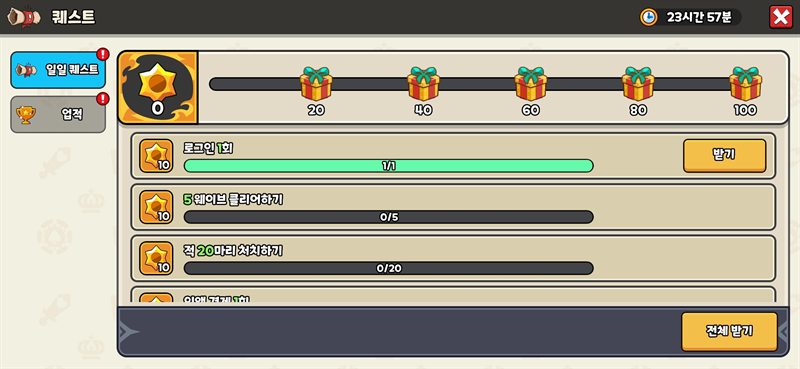 퀘스트
23시간 57분
일일 퀘스트
업적
0
20 40 60 80 100
로그인 1회
10
1/1
받기
5 웨이브 클리어하기
10
0/5
적 20마리 처치하기
10
0/20
1회
전체 받기